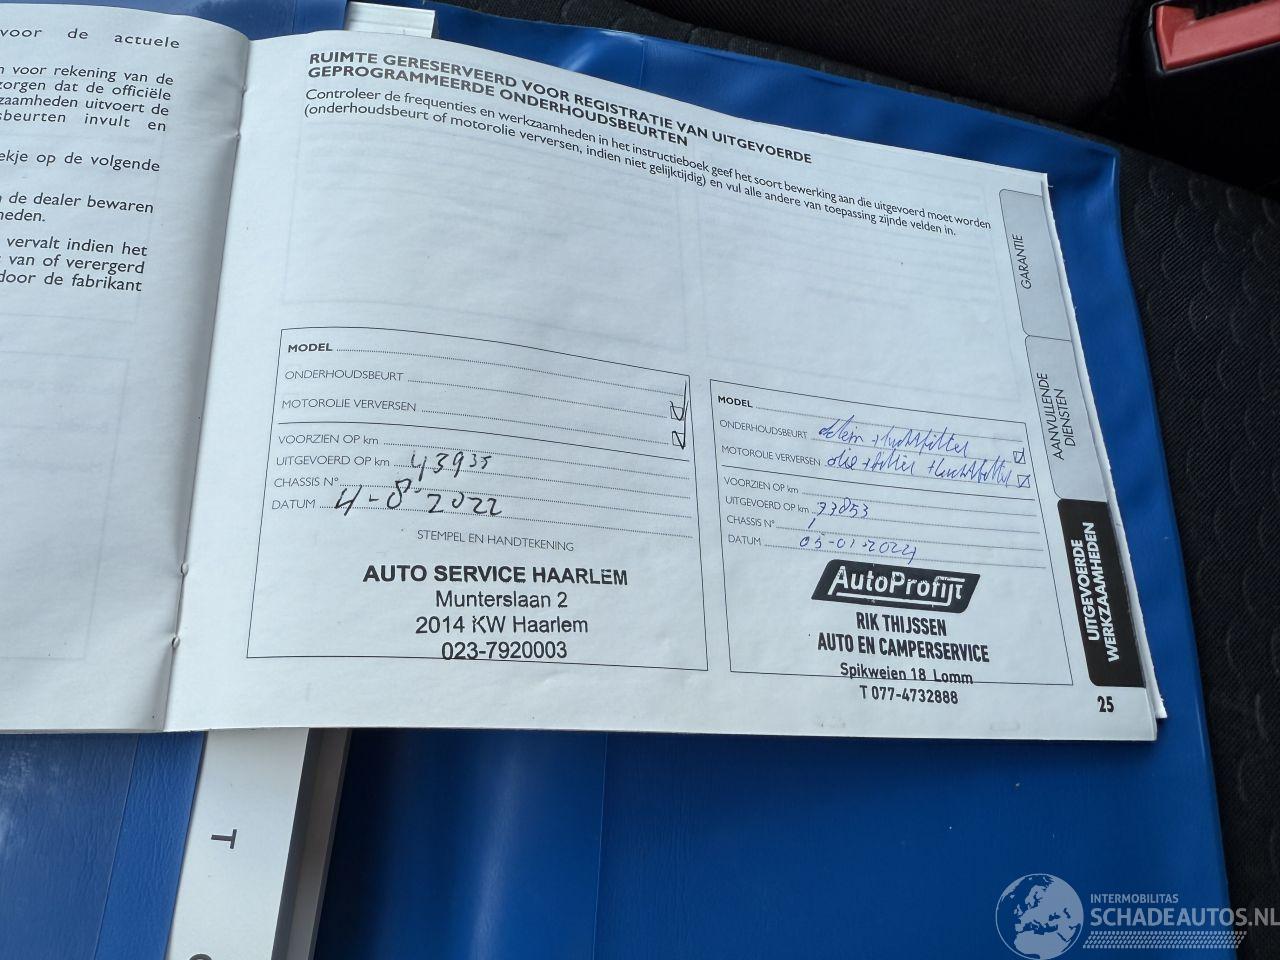 voor de actuele
n voor rekening van de
zorgen dat de officiële
zaamheden uitvoert de
sbeurten invult en
ekje op de volgende
de dealer bewaren
heden.
vervalt indien het
van of verergerd
door de fabrikant
RUIMTE GERESERVEERD VOOR REGISTRATIE VAN UITGEVOERDE
GEPROGRAMMEERDE ONDERHOUDSBEURTEN
Controleer de frequenties en werkzaamheden in het instructieboek geef het soort bewerking aan die uitgevoerd moet worden
(onderhoudsbeurt of motorolie verversen, indien niet gelijktijdig) en vul alle andere van toepassing zijnde velden in.
MODEL
ONDERHOUDSBEURT
MOTOROLIE VERVERSEN
VOORZIEN OP km
UITGEVOERD OP km 43935
CHASSIS N°
DATUM 4-8-2022
STEMPEL EN HANDTEKENING
AUTO SERVICE HAARLEM
Munterslaan 2
2014 KW Haarlem
023-7920003
MODEL
ONDERHOUDSBEURT klein + luchtfilter
MOTOROLIE VERVERSEN olie + filter + luchtfilter
VOORZIEN OP km
UITGEVOERD OP km 73853
CHASSIS N° /
DATUM 05-01-2024
AutoProfijt
RIK THIJSSEN
AUTO EN CAMPERSERVICE
Spikweien 18 Lomm
T 077-4732888
GARANTIE
AANVULLENDE
DIENSTEN
UITGEVOERDE
WERKZAAMHEDEN
25
T
INTERMOBILITAS
SCHADEAUTOS.NL